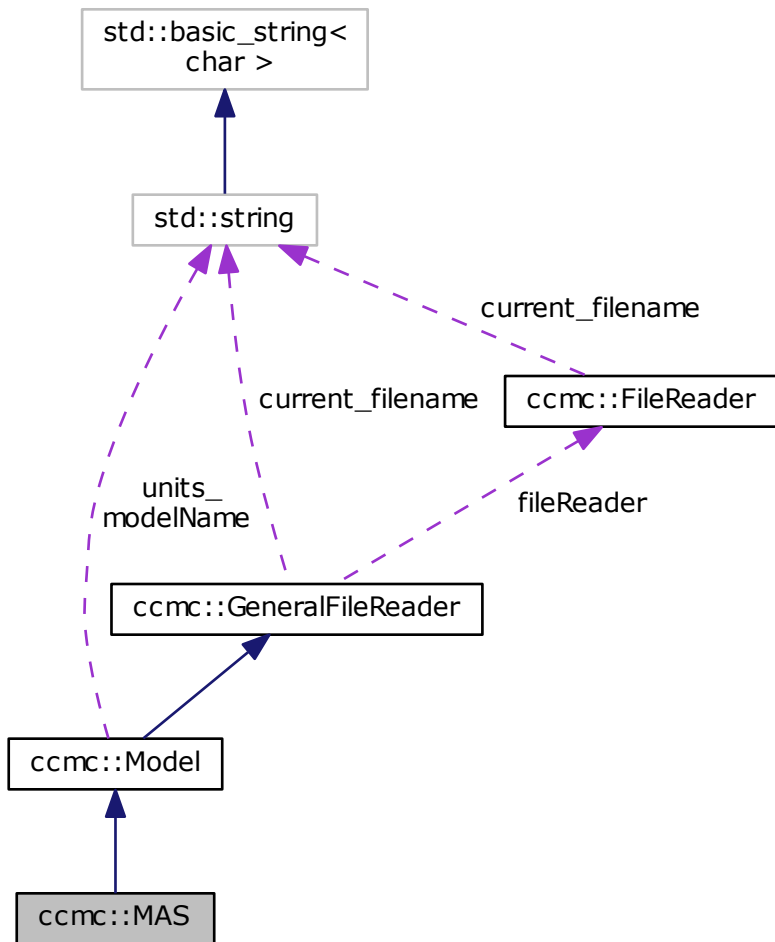 std::basic_string<
char >
std::string
current_filename
ccmc::FileReader
current_filename
units_
modelName
fileReader
ccmc::GeneralFileReader
ccmc::Model
ccmc::MAS